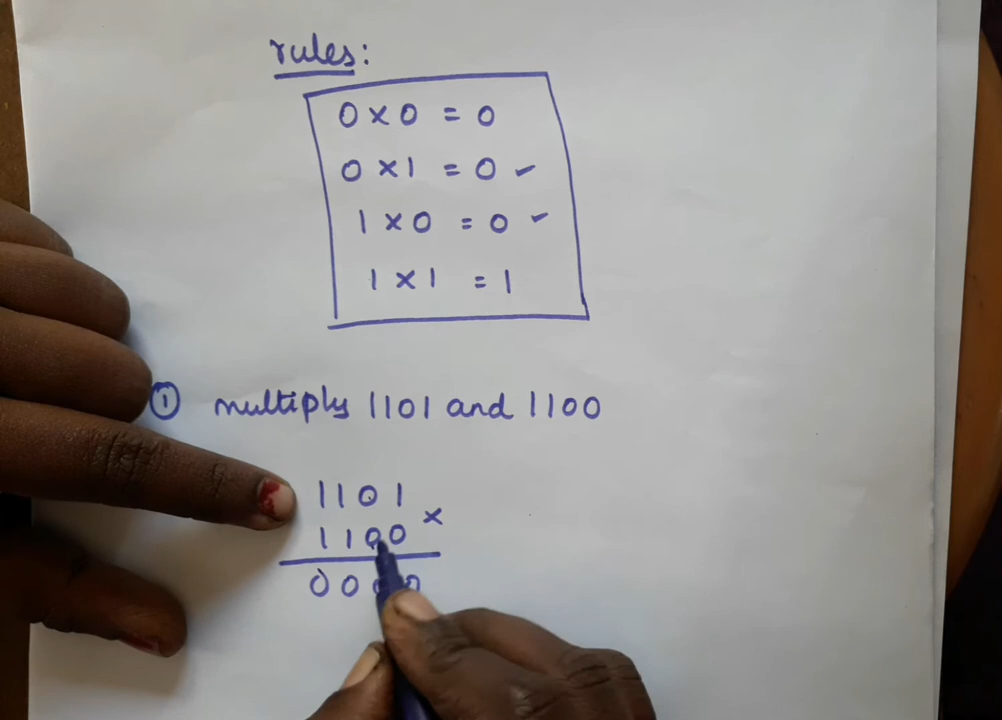 rules:
0 x 0 = 0
0 x 1 = 0 ✓
1 x 0 = 0 ✓
1 x 1 = 1
① multiply 1101 and 1100
1101
1100 x
0000